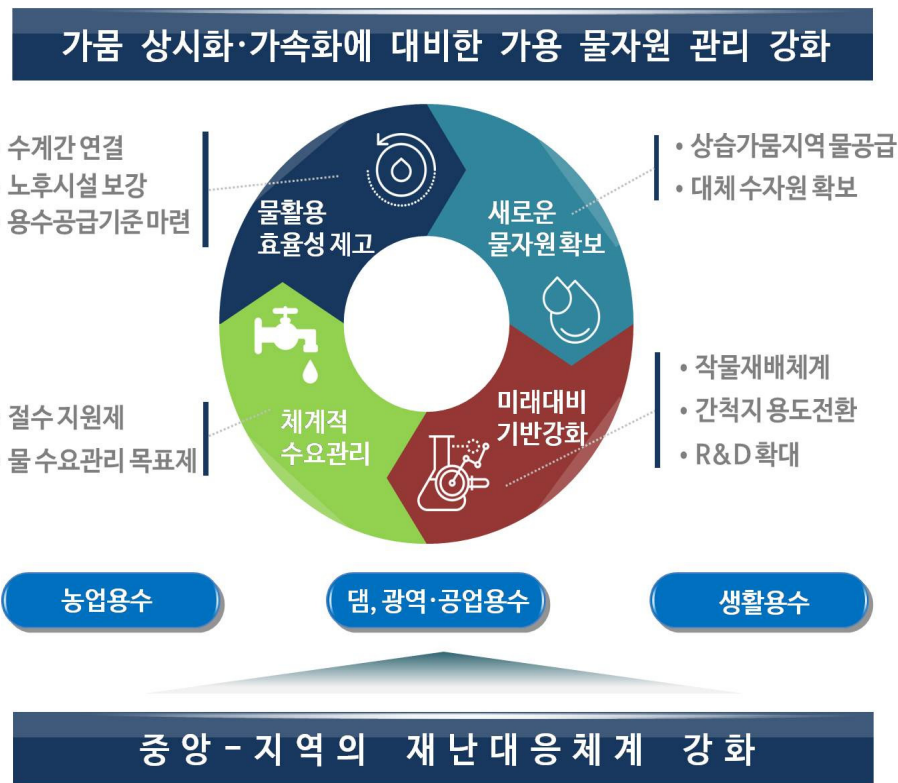 가뭄 상시화·가속화에 대비한 가용 물자원 관리 강화
수계간 연결
노후시설 보강
용수공급기준 마련
물활용
효율성 제고
새로운
물자원 확보
• 상습가뭄지역 물공급
• 대체 수자원 확보
절수 지원제
물 수요관리 목표제
체계적
수요관리
미래대비
기반강화
• 작물재배체계
• 간척지 용도전환
• R&D 확대
농업용수
댐, 광역·공업용수
생활용수
중앙-지역의 재난대응체계 강화